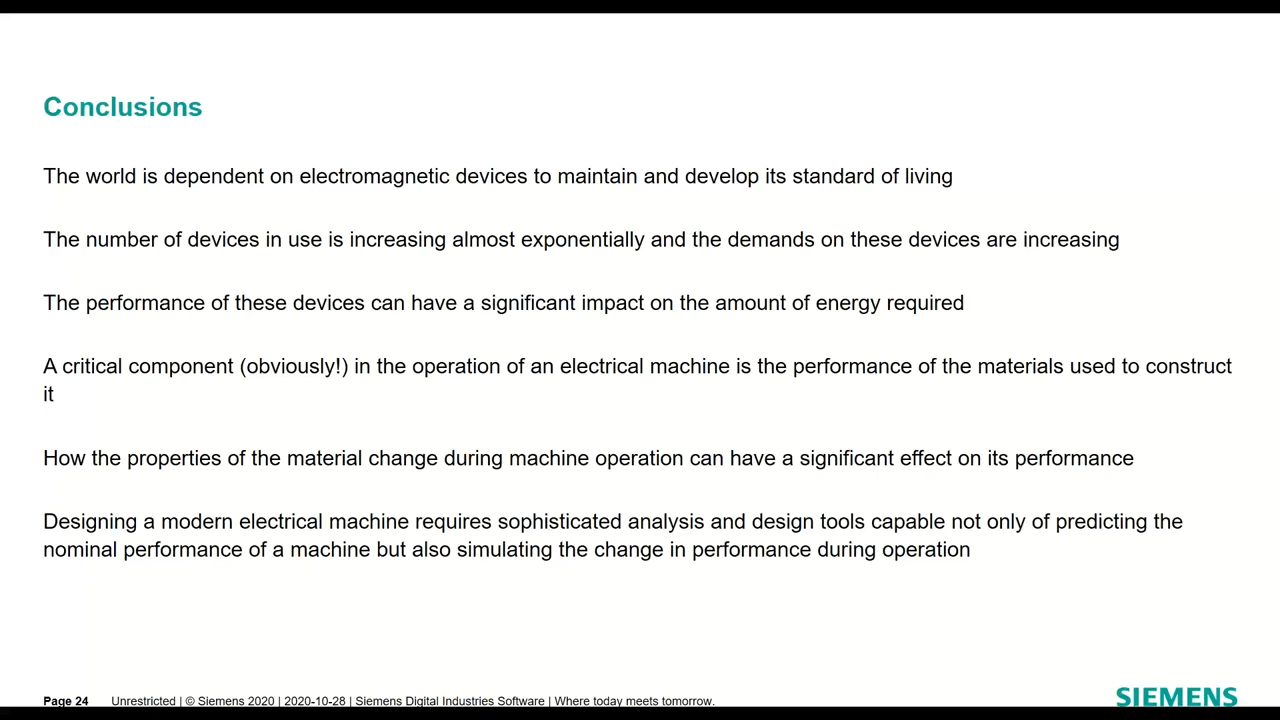 Conclusions
The world is dependent on electromagnetic devices to maintain and develop its standard of living
The number of devices in use is increasing almost exponentially and the demands on these devices are increasing
The performance of these devices can have a significant impact on the amount of energy required
A critical component (obviously!) in the operation of an electrical machine is the performance of the materials used to construct
it
How the properties of the material change during machine operation can have a significant effect on its performance
Designing a modern electrical machine requires sophisticated analysis and design tools capable not only of predicting the
nominal performance of a machine but also simulating the change in performance during operation
Page 24 Unrestricted | © Siemens 2020 | 2020-10-28 | Siemens Digital Industries Software | Where today meets tomorrow.
SIEMENS